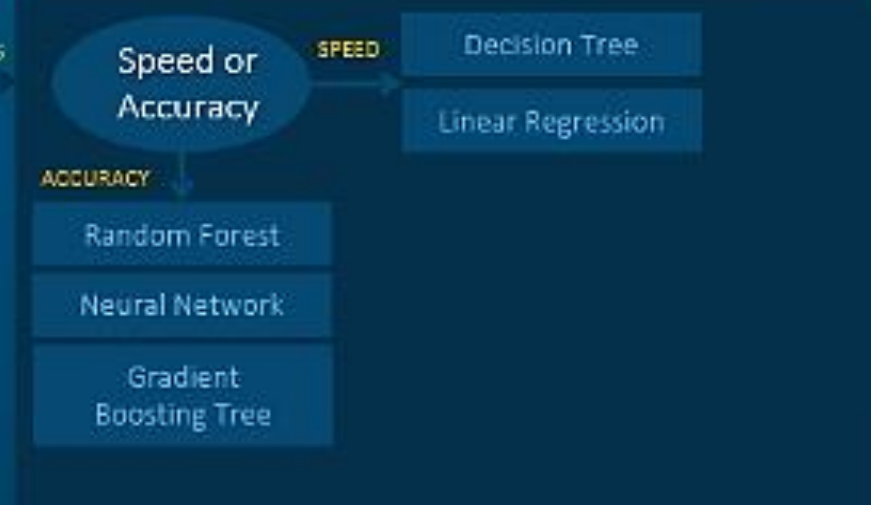 Speed or
Accuracy
SPEED
Decision Tree
Linear Regression
ACCURACY
Random Forest
Neural Network
Gradient
Boosting Tree